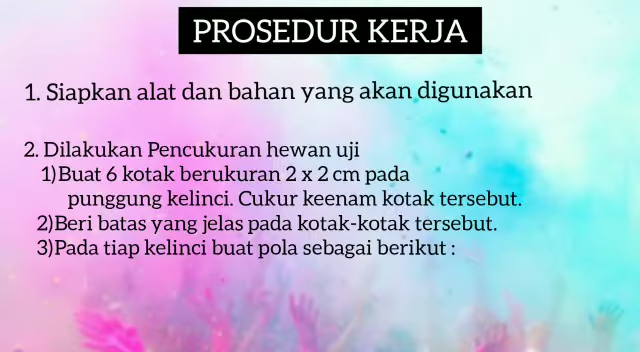 PROSEDUR KERJA
1. Siapkan alat dan bahan yang akan digunakan
2. Dilakukan Pencukuran hewan uji
1)Buat 6 kotak berukuran 2 x 2 cm pada
punggung kelinci. Cukur keenam kotak tersebut.
2)Beri batas yang jelas pada kotak-kotak tersebut.
3)Pada tiap kelinci buat pola sebagai berikut :